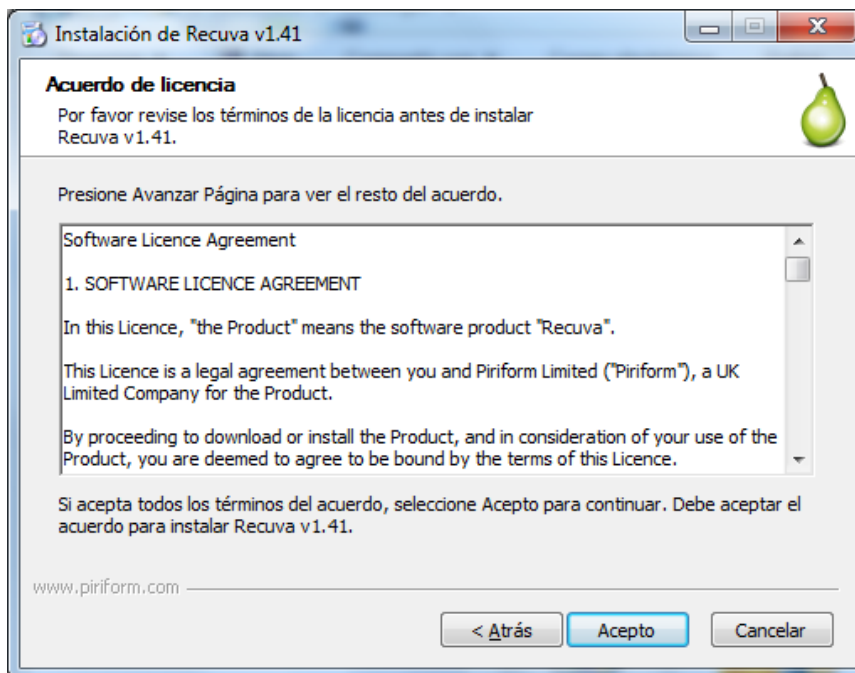 Instalación de Recuva v1.41
Acuerdo de licencia
Por favor revise los términos de la licencia antes de instalar
Recuva v1.41.
Presione Avanzar Página para ver el resto del acuerdo.
Software Licence Agreement
1. SOFTWARE LICENCE AGREEMENT
In this Licence, "the Product" means the software product "Recuva".
This Licence is a legal agreement between you and Piriform Limited ("Piriform"), a UK
Limited Company for the Product.
By proceeding to download or install the Product, and in consideration of your use of the
Product, you are deemed to agree to be bound by the terms of this Licence.
Si acepta todos los términos del acuerdo, seleccione Acepto para continuar. Debe aceptar el
acuerdo para instalar Recuva v1.41.
www.piriform.com
< Atrás
Acepto
Cancelar